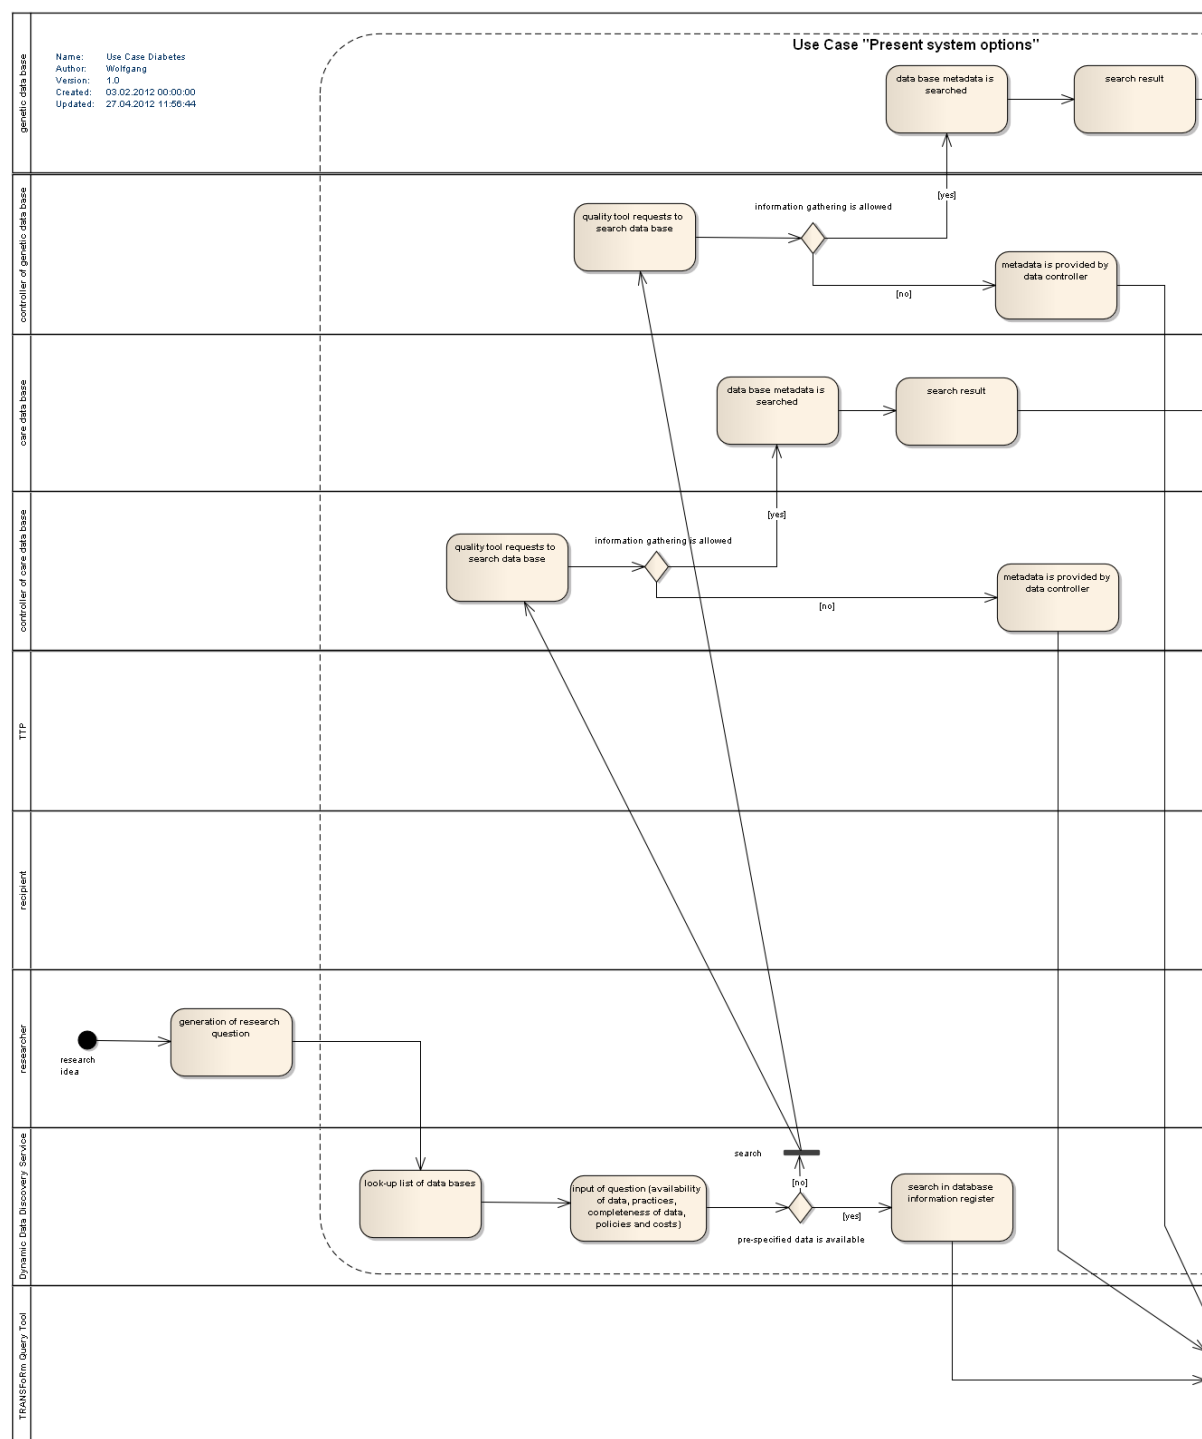 Use Case "Present system options"
Name: Use Case Diabetes
Author: Wolfgang
Version: 1.0
Created: 03.02.2012 00:00:00
Updated: 27.04.2012 11:56:44
genetic data base
data base metadata is
searched
search result
controller of genetic data base
quality tool requests to
search data base
information gathering is allowed
[yes]
[no]
metadata is provided by
data controller
care data base
data base metadata is
searched
search result
controller of care data base
quality tool requests to
search data base
information gathering is allowed
[yes]
[no]
metadata is provided by
data controller
TTP
recipient
researcher
research
idea
generation of research
question
Dynamic Data Discovery Service
look-up list of data bases
input of question (availability
of data, practices,
completeness of data,
policies and costs)
search
[no]
[yes]
pre-specified data is available
search in database
information register
TRANSFoRm Query Tool